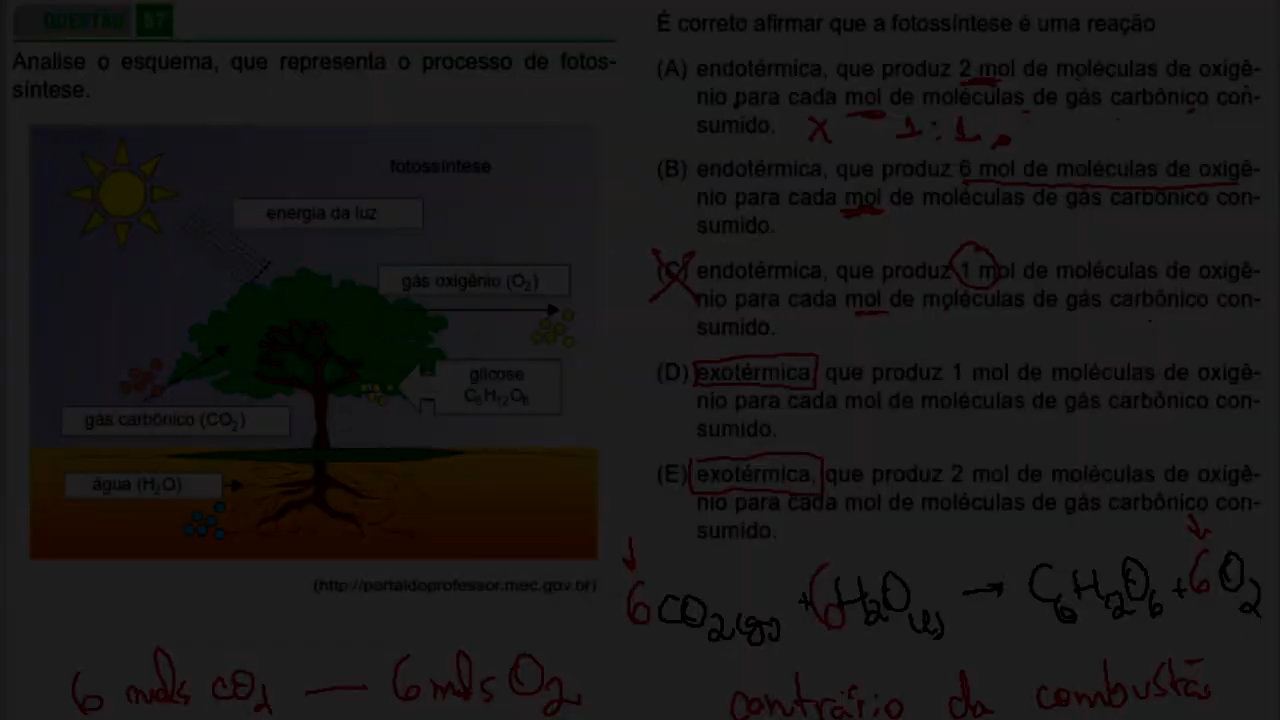 QUESTÃO 57
Analise o esquema, que representa o processo de fotos-
síntese.
fotossíntese
energia da luz
gás oxigênio (O₂)
glicose
C₆H₁₂O₆
gás carbônico (CO₂)
água (H₂O)
(http://portaldoprofessor.mec.gov.br)
É correto afirmar que a fotossíntese é uma reação
(A) endotérmica, que produz 2 mol de moléculas de oxigê-
nio para cada mol de moléculas de gás carbônico con-
sumido. x 1:1
(B) endotérmica, que produz 6 mol de moléculas de oxigê-
nio para cada mol de moléculas de gás carbônico con-
sumido.
(C) endotérmica, que produz 1 mol de moléculas de oxigê-
nio para cada mol de moléculas de gás carbônico con-
sumido.
(D) exotérmica, que produz 1 mol de moléculas de oxigê-
nio para cada mol de moléculas de gás carbônico con-
sumido.
(E) exotérmica, que produz 2 mol de moléculas de oxigê-
nio para cada mol de moléculas de gás carbônico con-
sumido.
6CO₂(g) + 6H₂O(l) → C₆H₁₂O₆ + 6O₂
6 mols CO₂ — 6 mols O₂
contrário da combustão